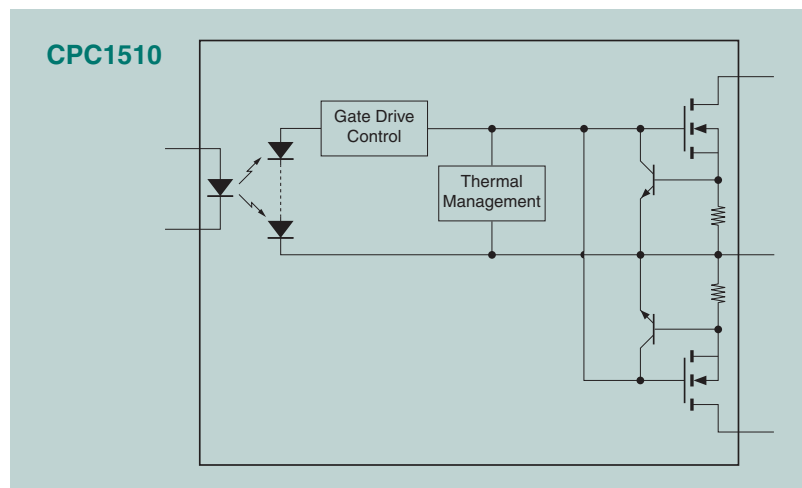 CPC1510
Gate Drive
Control
Thermal
Management